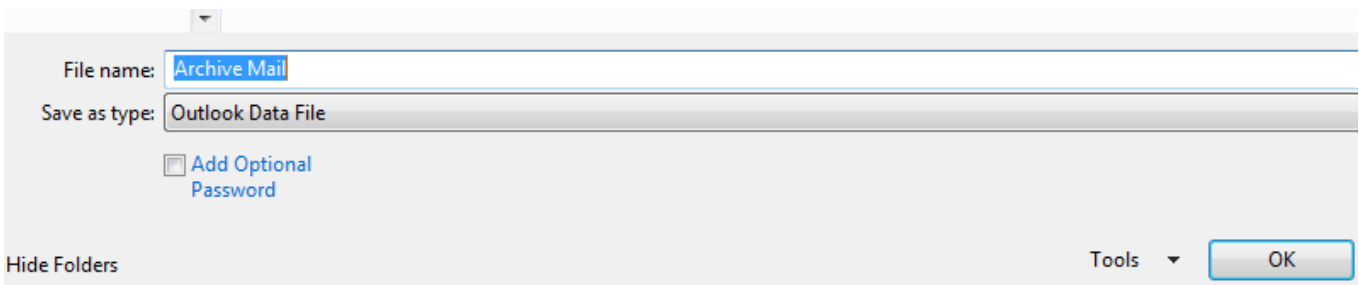 File name: Archive Mail
Save as type: Outlook Data File
Add Optional
Password
Hide Folders
Tools
OK